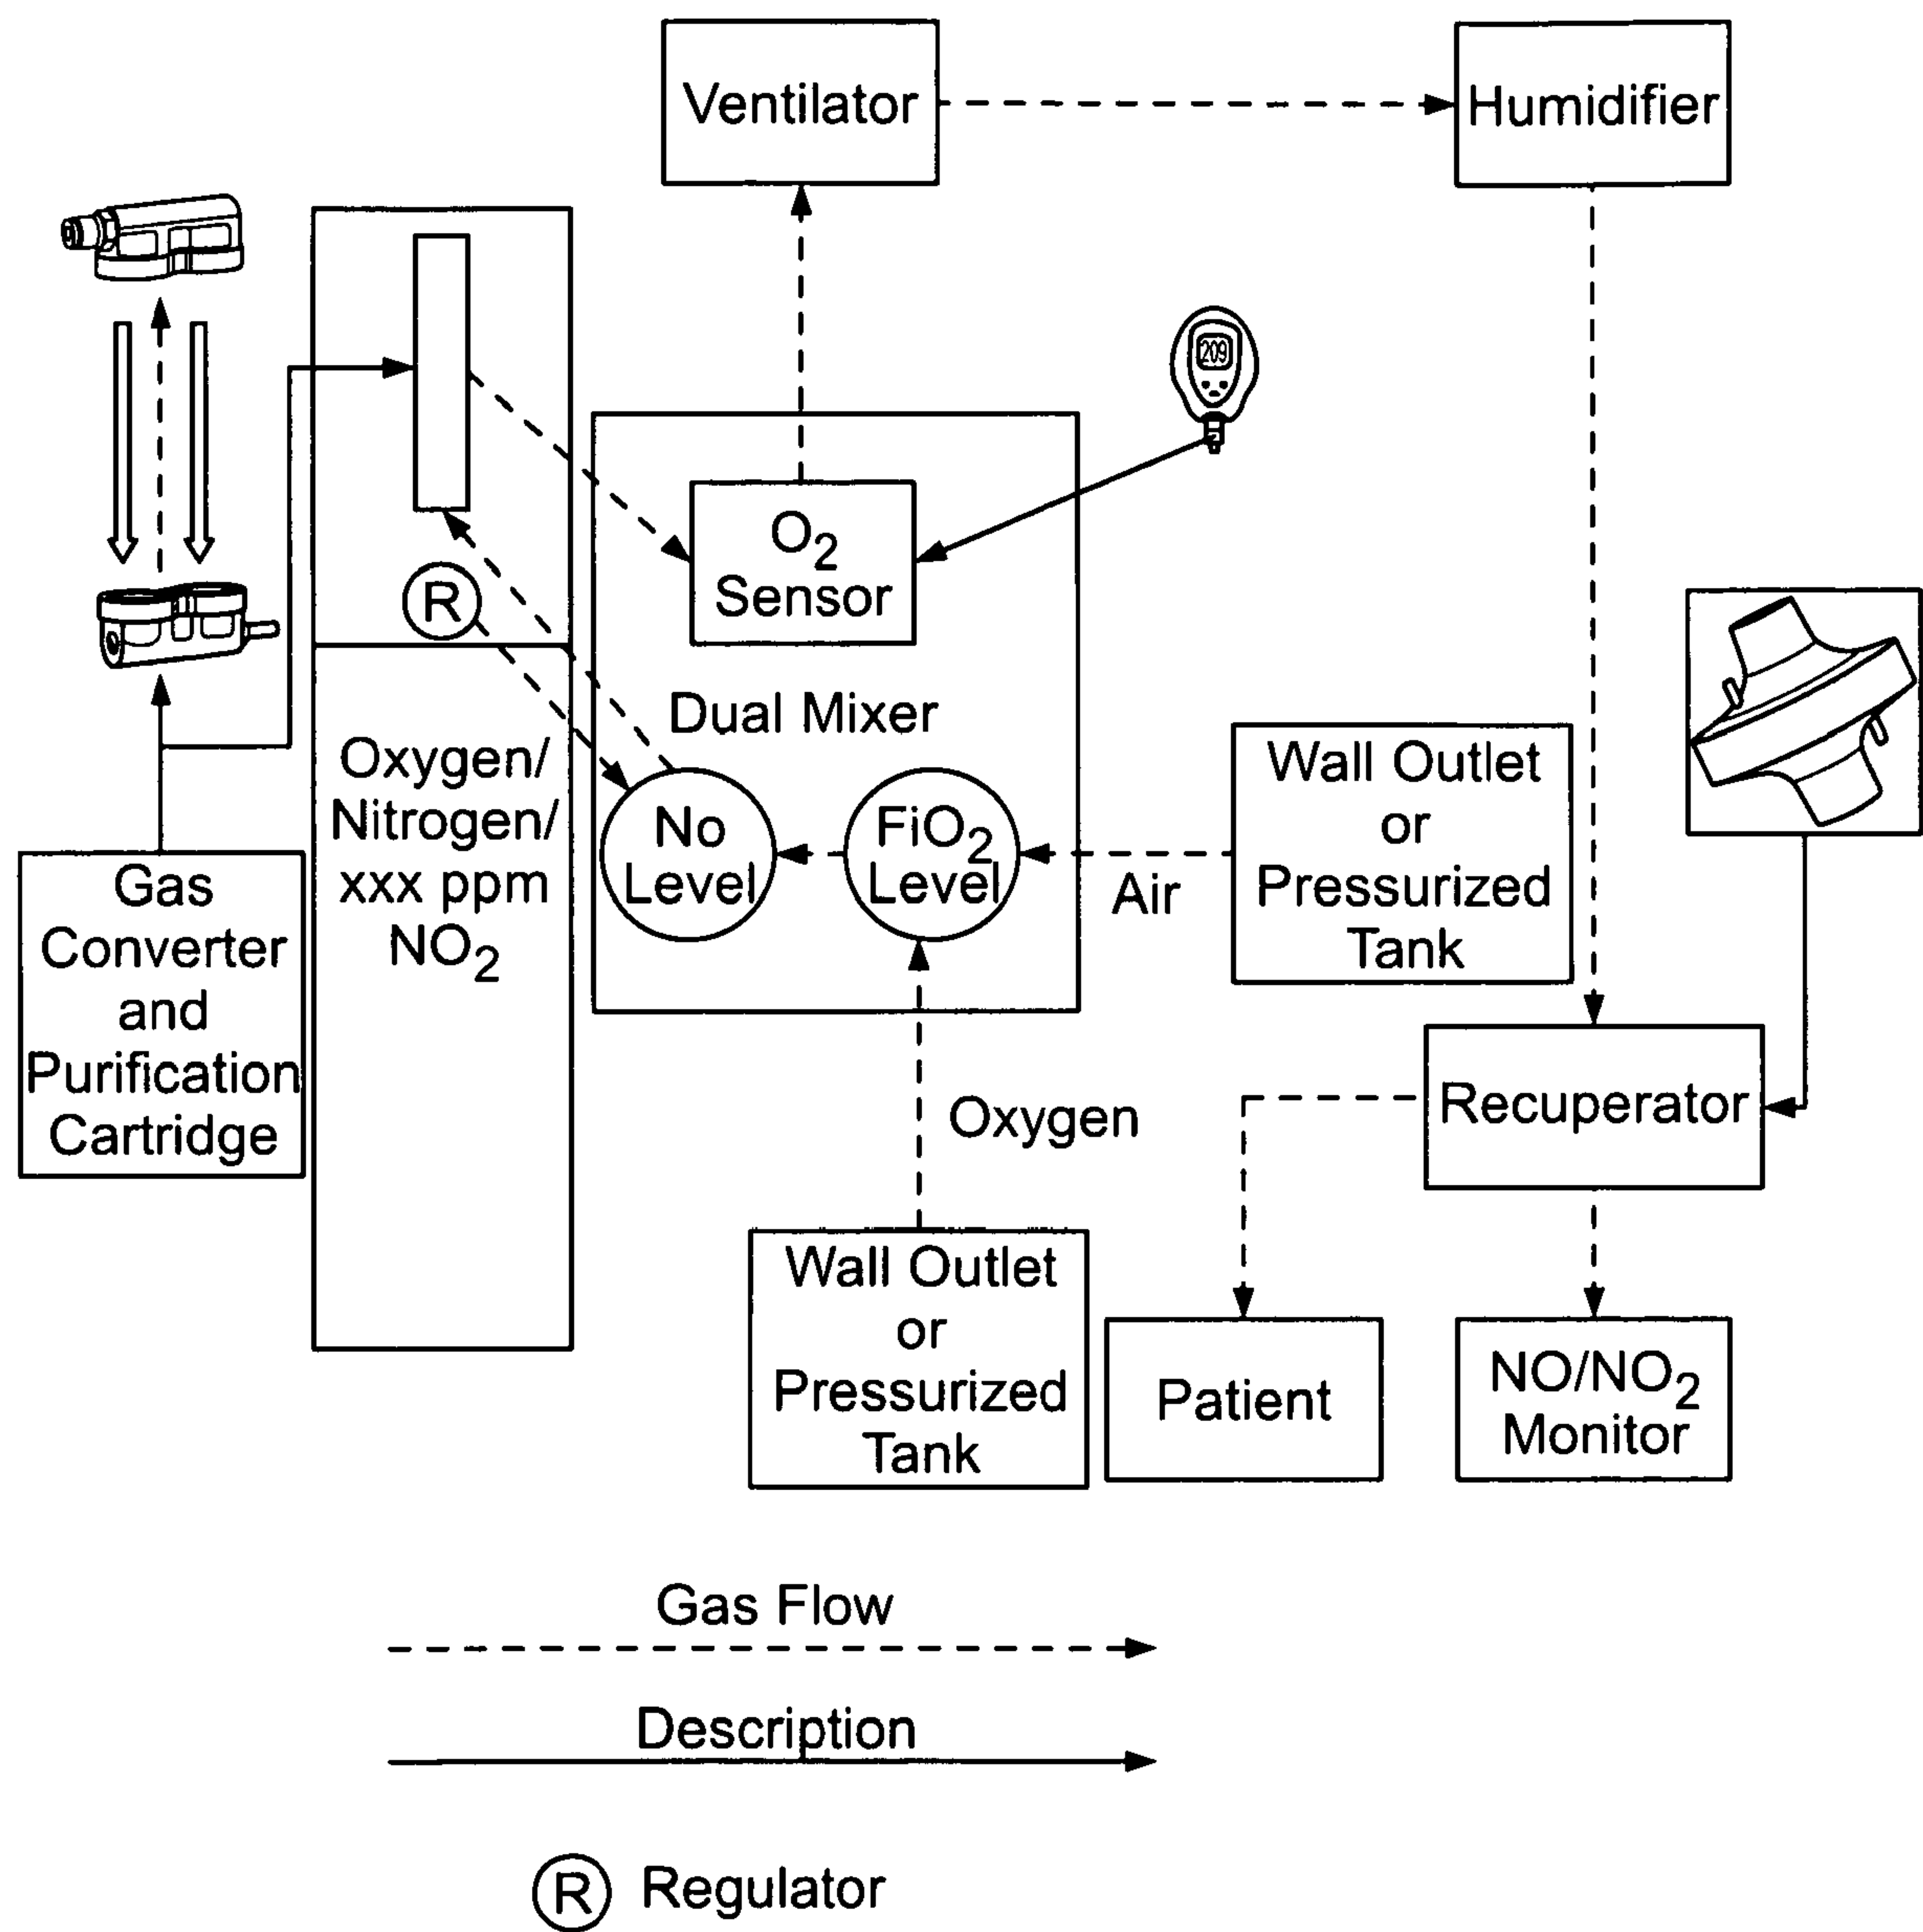 Ventilator
Humidifier
209
O₂
Sensor
R
Dual Mixer
Oxygen/
Nitrogen/
xxx ppm
NO₂
No
Level
FiO₂
Level
Air
Wall Outlet
or
Pressurized
Tank
Gas
Converter
and
Purification
Cartridge
Oxygen
Recuperator
Wall Outlet
or
Pressurized
Tank
Patient
NO/NO₂
Monitor
Gas Flow
Description
R Regulator